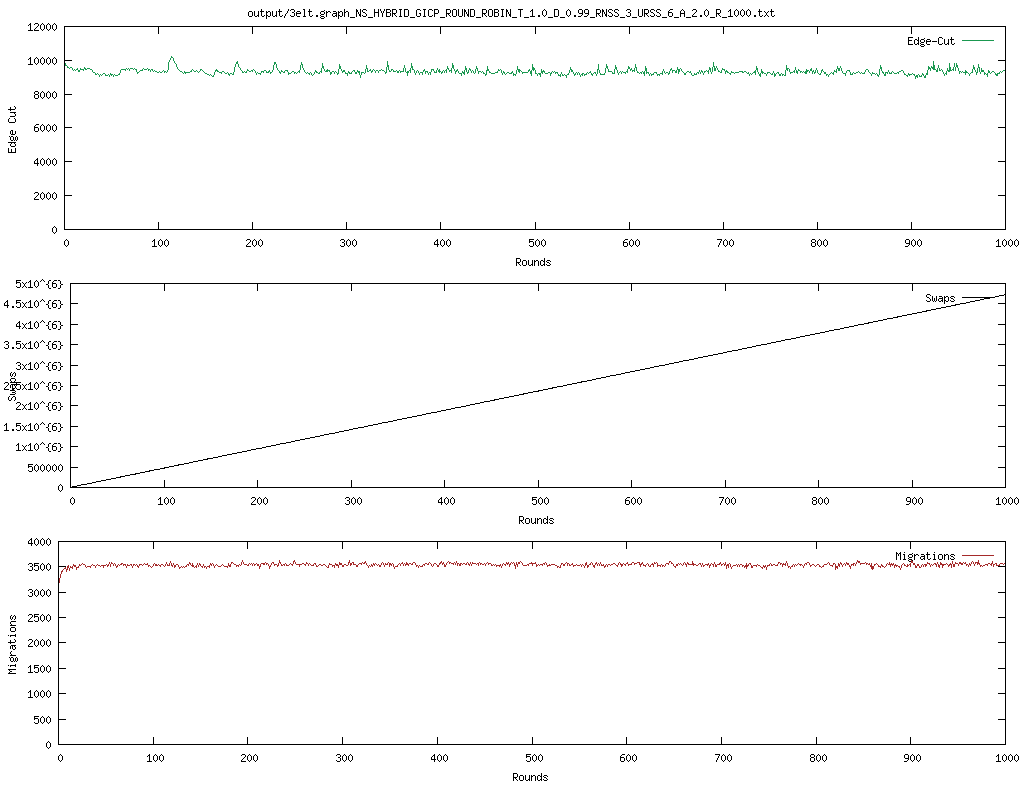 output/3elt.graph_NS_HYBRID_GICP_ROUND_ROBIN_T_1.0_D_0.99_RNSS_3_URSS_6_A_2.0_R_1000.txt
12000
10000
8000
6000
4000
2000
0
Edge Cut
Edge-Cut
0 100 200 300 400 500 600 700 800 900 1000
Rounds
5x10^{6}
4.5x10^{6}
4x10^{6}
3.5x10^{6}
3x10^{6}
2.5x10^{6}
2x10^{6}
1.5x10^{6}
1x10^{6}
500000
0
Swaps
Swaps
0 100 200 300 400 500 600 700 800 900 1000
Rounds
4000
3500
3000
2500
2000
1500
1000
500
0
Migrations
Migrations
0 100 200 300 400 500 600 700 800 900 1000
Rounds